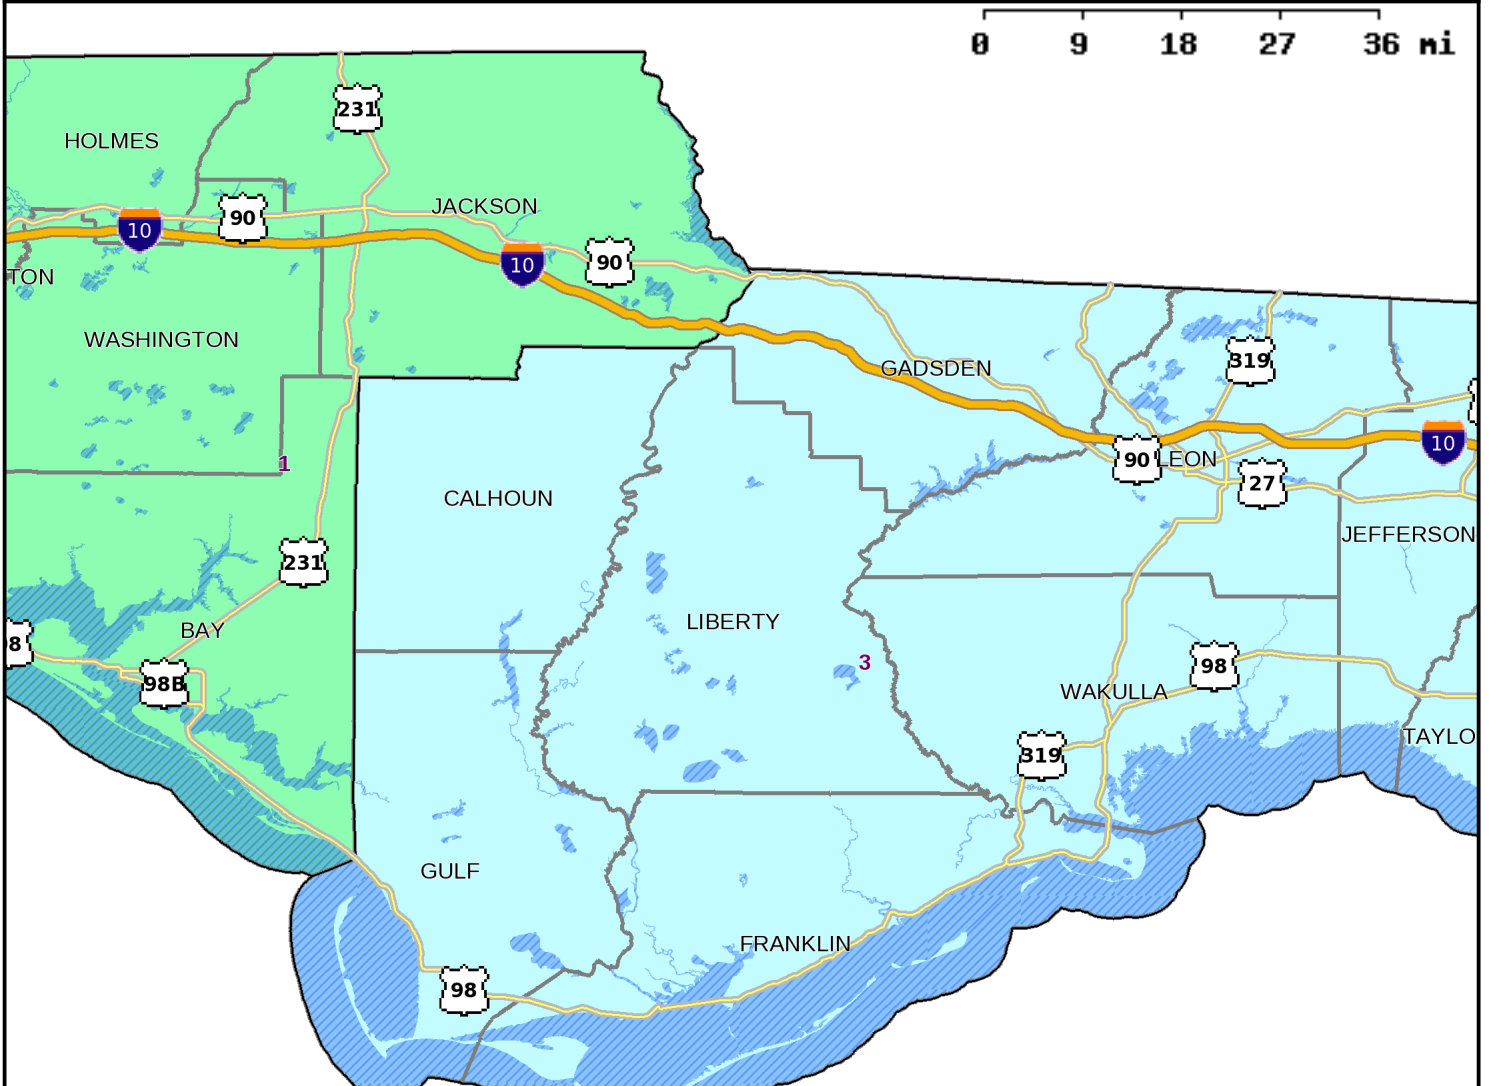 0 9 18 27 36 mi
231
HOLMES
JACKSON
90
10
10
90
TON
WASHINGTON
319
GADSDEN
10
90
LEON
1
27
CALHOUN
JEFFERSON
231
LIBERTY
BAY
98
3
98
98B
WAKULLA
TAYLO
319
GULF
FRANKLIN
98